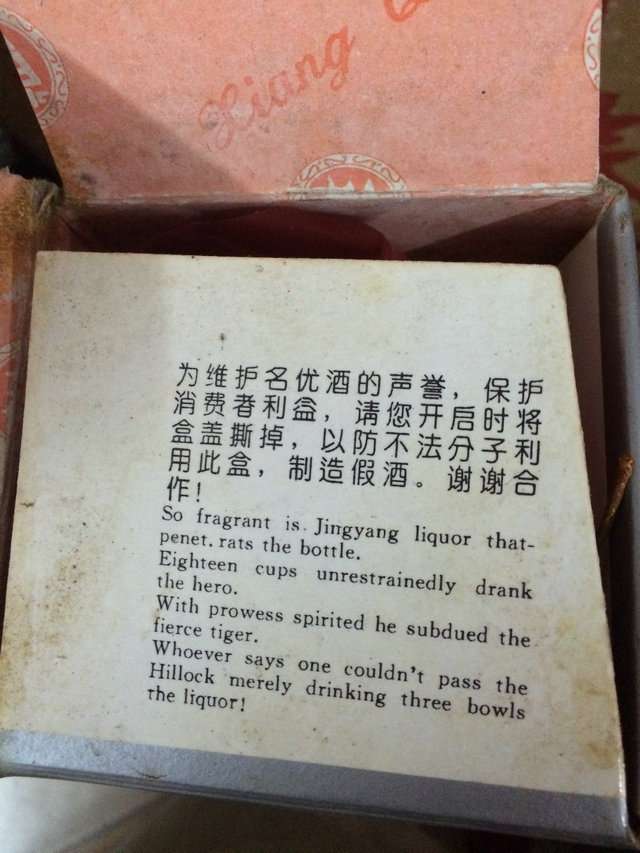 Xiang
为维护名优酒的声誉，保护
消费者利益，请您开启时将
盒盖撕掉，以防不法分子利
用此盒，制造假酒。谢谢合
作！
So fragrant is. Jingyang liquor that-
penet. rats the bottle.
Eighteen cups unrestrainedly drank
the hero.
With prowess spirited he subdued the
fierce tiger.
Whoever says one couldn't pass the
Hillock merely drinking three bowls
the liquor!